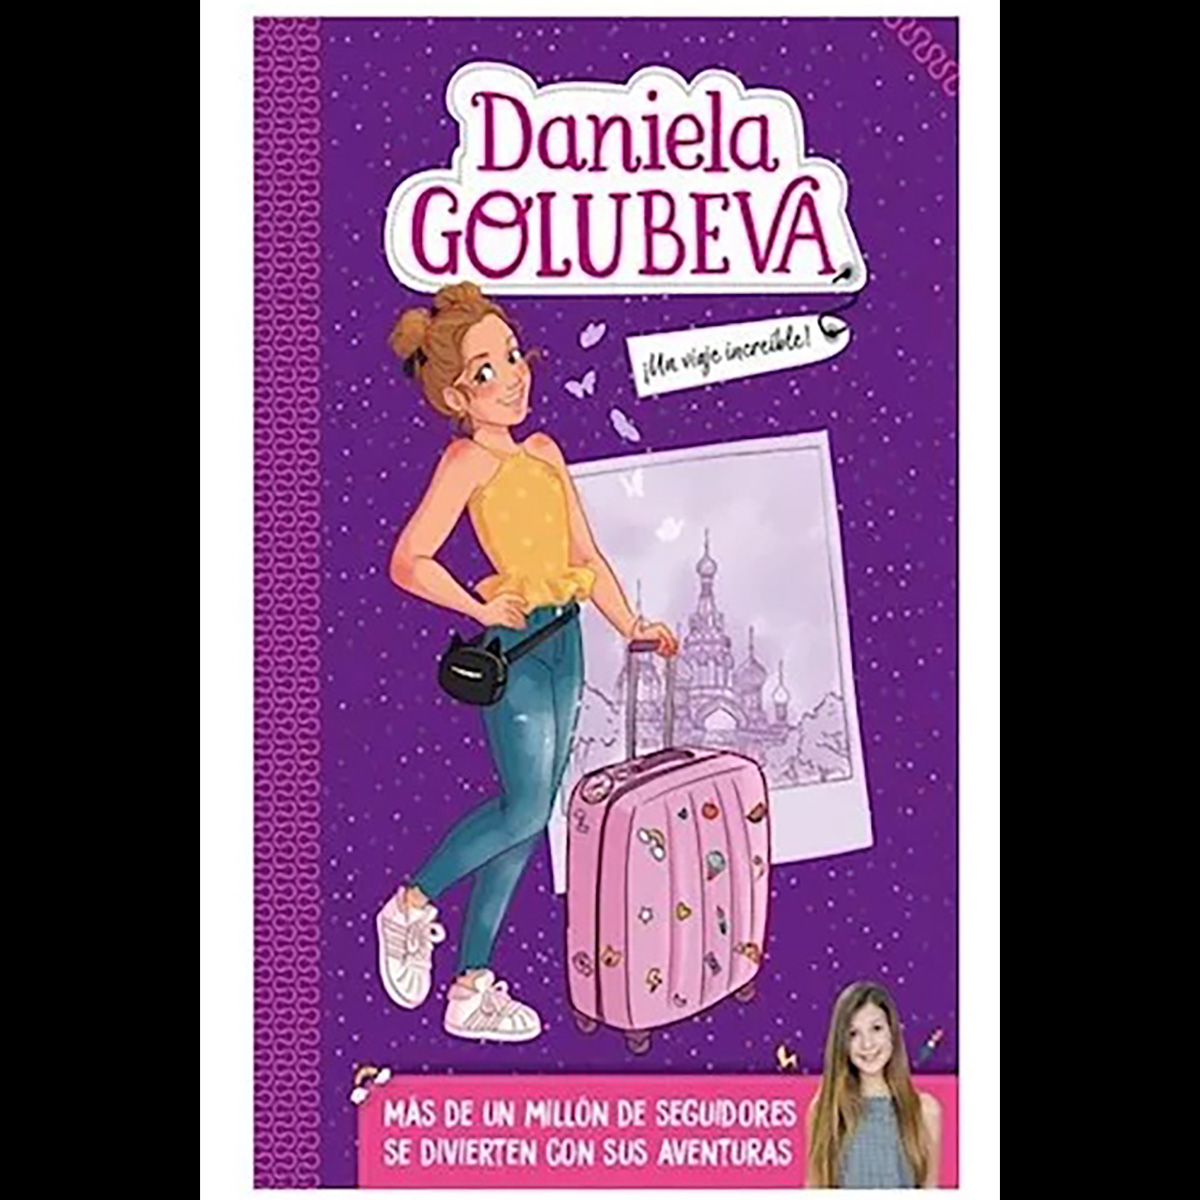 Daniela
GOLUBEVA
¡Un viaje increíble!
MÁS DE UN MILLÓN DE SEGUIDORES
SE DIVIERTEN CON SUS AVENTURAS